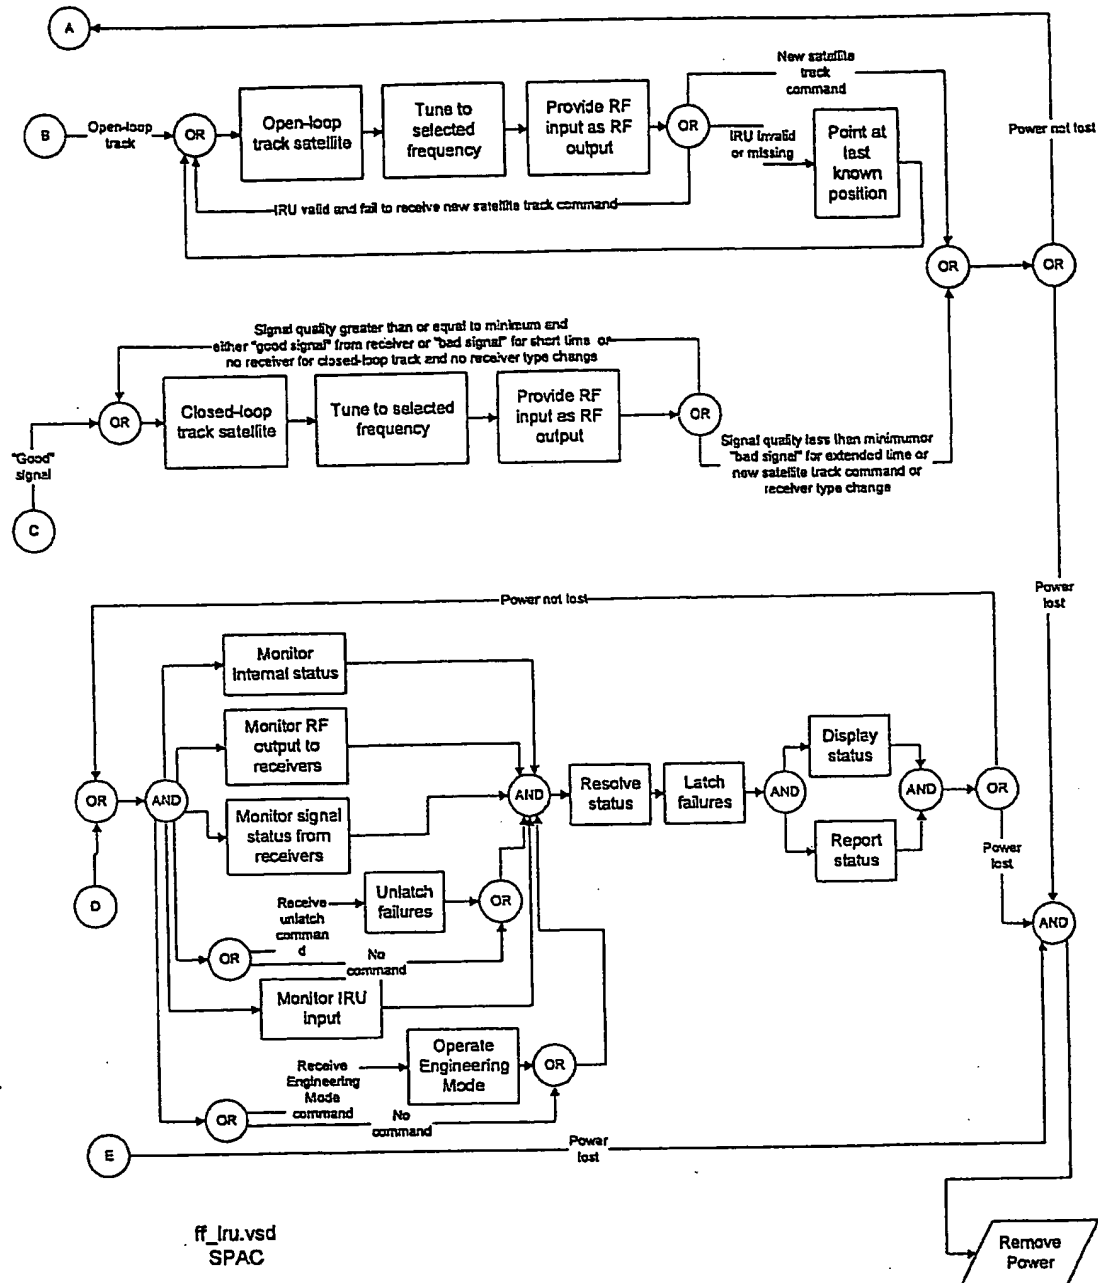 A
New satellite
track
command
B
Open-loop
track
OR
Open-loop
track satellite
Tune to
selected
frequency
Provide RF
input as RF
output
OR
IRU invalid
or missing
Point at
last
known
position
Power not lost
IRU valid and fail to receive new satellite track command
OR
OR
Signal quality greater than or equal to minimum and
either "good signal" from receiver or "bad signal" for short time or
no receiver for closed-loop track and no receiver type change
OR
Closed-loop
track satellite
Tune to selected
frequency
Provide RF
input as RF
output
OR
"Good"
signal
Signal quality less than minimumor
"bad signal" for extended time or
new satellite track command or
receiver type change
C
Power
lost
Power not lost
Monitor
internal status
Monitor RF
output to
receivers
Monitor signal
status from
receivers
OR
AND
AND
Resolve
status
Latch
failures
AND
Display
status
Report
status
AND
OR
Power
lost
D
Receive
unlatch
comman
d
Unlatch
failures
OR
OR
No
command
AND
Monitor IRU
input
Receive
Engineering
Mode
command
Operate
Engineering
Mode
OR
OR
No
command
E
Power
lost
ff_lru.vsd
SPAC
Remove
Power